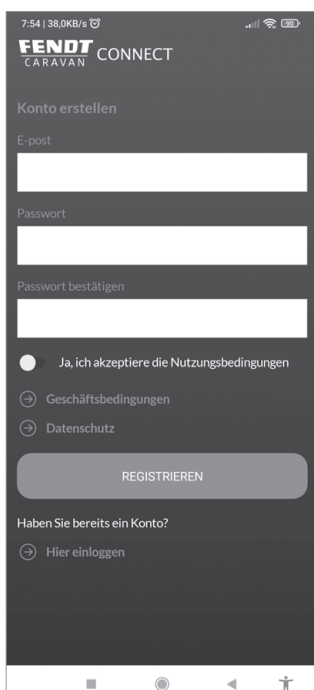 7:54 | 38,0KB/s
90
FENDT
CARAVAN CONNECT
Konto erstellen
E-post
Passwort
Passwort bestätigen
Ja, ich akzeptiere die Nutzungsbedingungen
Geschäftsbedingungen
Datenschutz
REGISTRIEREN
Haben Sie bereits ein Konto?
Hier einloggen